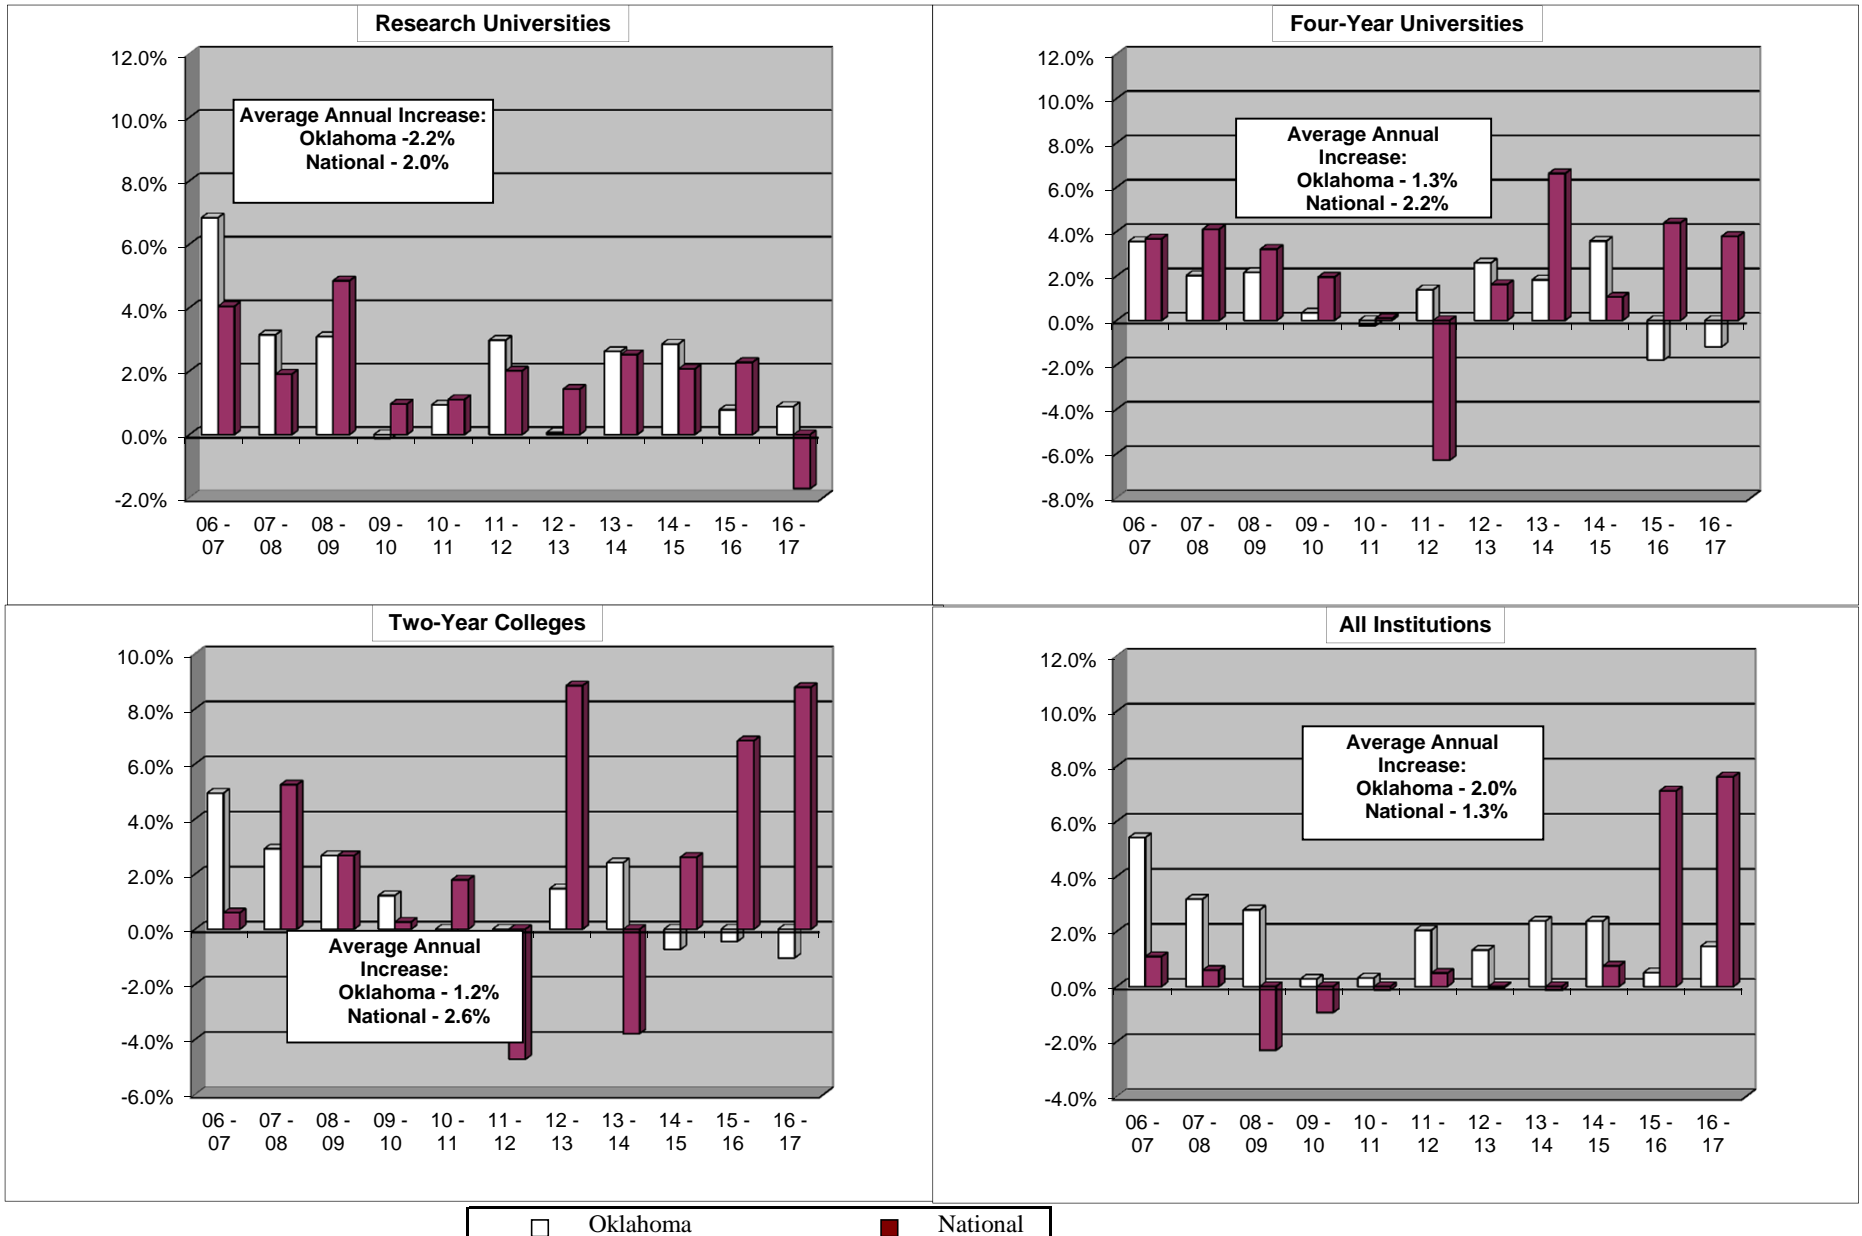 Research Universities
12.0%
10.0%
8.0%
6.0%
4.0%
2.0%
0.0%
-2.0%
Average Annual Increase:
Oklahoma -2.2%
National - 2.0%
06 - 07 - 08 - 09 - 10 - 11 - 12 - 13 - 14 - 15 - 16 -
07 08 09 10 11 12 13 14 15 16 17
Four-Year Universities
12.0%
10.0%
8.0%
6.0%
4.0%
2.0%
0.0%
-2.0%
-4.0%
-6.0%
-8.0%
Average Annual
Increase:
Oklahoma - 1.3%
National - 2.2%
06 - 07 - 08 - 09 - 10 - 11 - 12 - 13 - 14 - 15 - 16 -
07 08 09 10 11 12 13 14 15 16 17
Two-Year Colleges
10.0%
8.0%
6.0%
4.0%
2.0%
0.0%
-2.0%
-4.0%
-6.0%
Average Annual
Increase:
Oklahoma - 1.2%
National - 2.6%
06 - 07 - 08 - 09 - 10 - 11 - 12 - 13 - 14 - 15 - 16 -
07 08 09 10 11 12 13 14 15 16 17
All Institutions
12.0%
10.0%
8.0%
6.0%
4.0%
2.0%
0.0%
-2.0%
-4.0%
Average Annual
Increase:
Oklahoma - 2.0%
National - 1.3%
06 - 07 - 08 - 09 - 10 - 11 - 12 - 13 - 14 - 15 - 16 -
07 08 09 10 11 12 13 14 15 16 17
Oklahoma National